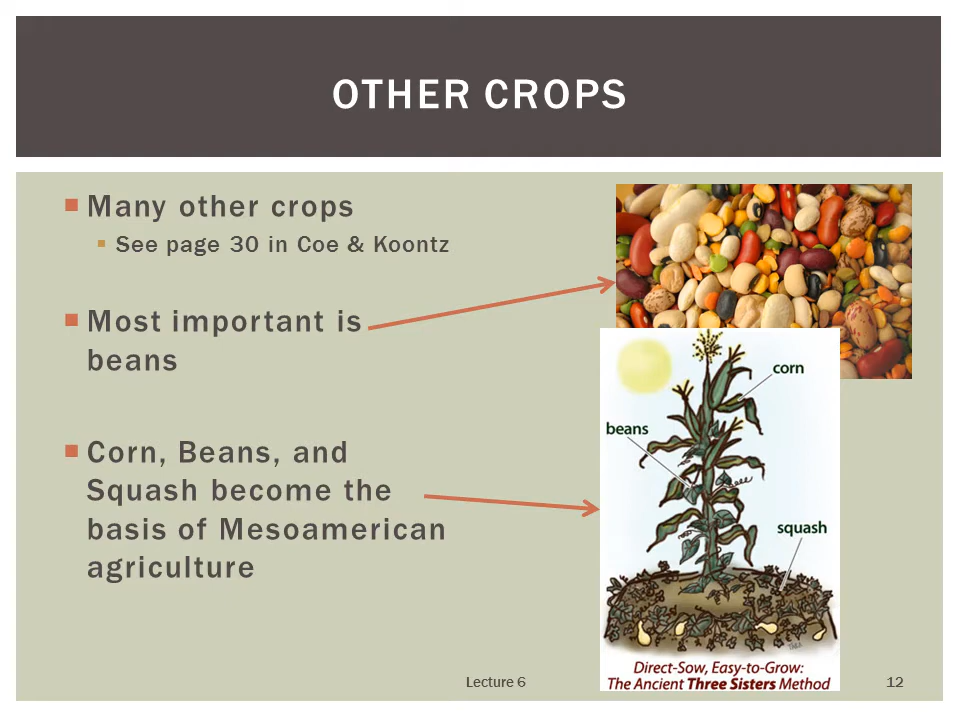 OTHER CROPS
Many other crops
See page 30 in Coe & Koontz
Most important is
beans
Corn, Beans, and
Squash become the
basis of Mesoamerican
agriculture
corn
beans
squash
Direct-Sow, Easy-to-Grow:
The Ancient Three Sisters Method
Lecture 6
12